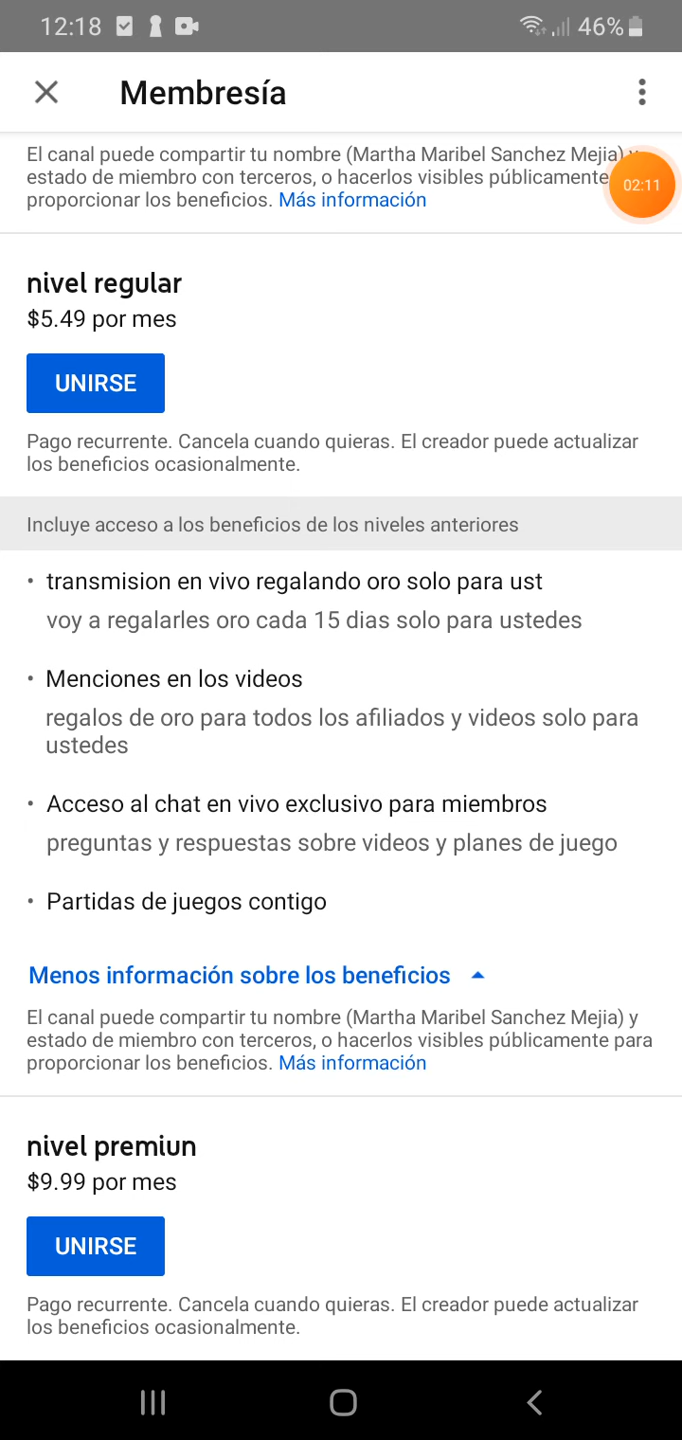 12:18
46%
Membresía
El canal puede compartir tu nombre (Martha Maribel Sanchez Mejia) y
estado de miembro con terceros, o hacerlos visibles públicamente
proporcionar los beneficios. Más información
02:11
nivel regular
$5.49 por mes
UNIRSE
Pago recurrente. Cancela cuando quieras. El creador puede actualizar
los beneficios ocasionalmente.
Incluye acceso a los beneficios de los niveles anteriores
• transmision en vivo regalando oro solo para ust
voy a regalarles oro cada 15 dias solo para ustedes
• Menciones en los videos
regalos de oro para todos los afiliados y videos solo para
ustedes
• Acceso al chat en vivo exclusivo para miembros
preguntas y respuestas sobre videos y planes de juego
• Partidas de juegos contigo
Menos información sobre los beneficios
El canal puede compartir tu nombre (Martha Maribel Sanchez Mejia) y
estado de miembro con terceros, o hacerlos visibles públicamente para
proporcionar los beneficios. Más información
nivel premiun
$9.99 por mes
UNIRSE
Pago recurrente. Cancela cuando quieras. El creador puede actualizar
los beneficios ocasionalmente.